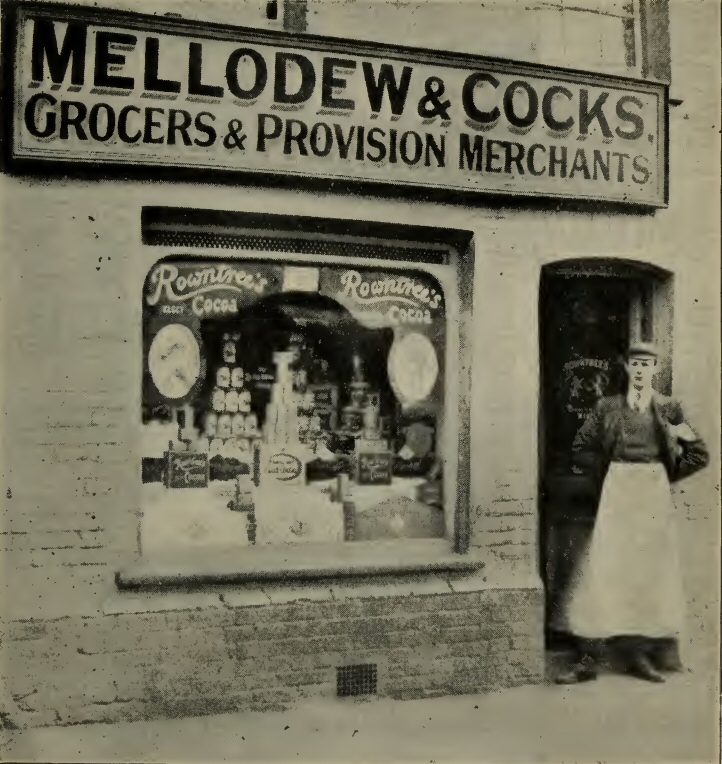 MELLODEW & COCKS.
GROCERS & PROVISION MERCHANTS
Rowntree's
Cocoa
Rowntree's
Cocoa